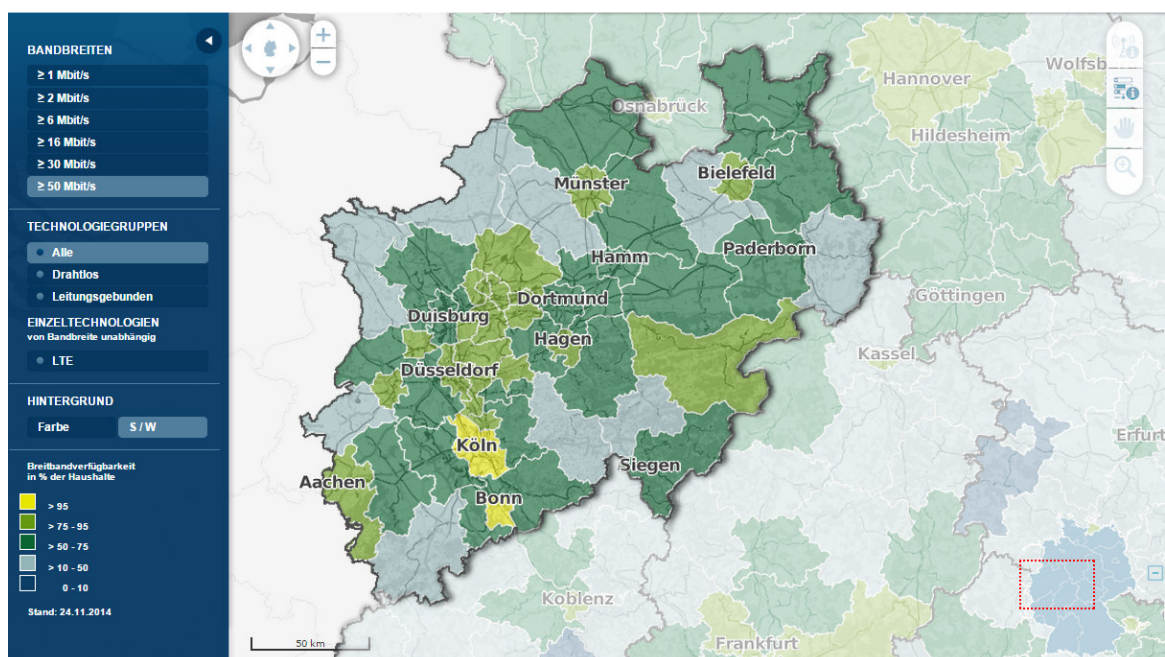 BANDBREITEN
≥ 1 Mbit/s
≥ 2 Mbit/s
≥ 6 Mbit/s
≥ 16 Mbit/s
≥ 30 Mbit/s
≥ 50 Mbit/s
TECHNOLOGIEGRUPPEN
Alle
Drahtlos
Leitungsgebunden
EINZELTECHNOLOGIEN
von Bandbreite unabhängig
LTE
HINTERGRUND
Farbe
S / W
Breitbandverfügbarkeit
in % der Haushalte
> 95
> 75 - 95
> 50 - 75
> 10 - 50
0 - 10
Stand: 24.11.2014
Hannover
Osnabrück
Hildesheim
Münster
Bielefeld
Hamm
Paderborn
Göttingen
Dortmund
Duisburg
Hagen
Kassel
Düsseldorf
Köln
Siegen
Erfurt
Aachen
Bonn
Koblenz
Frankfurt
50 km